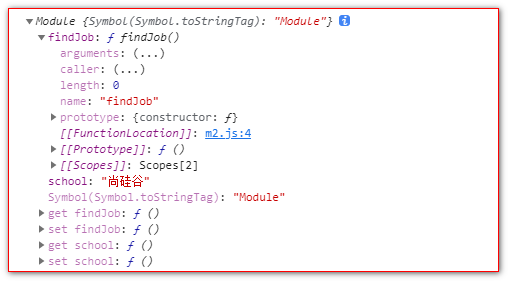 ▼Module {Symbol(Symbol.toStringTag): "Module"} i
▼findJob: ƒ findJob()
arguments: (...)
caller: (...)
length: 0
name: "findJob"
▶prototype: {constructor: ƒ}
[[FunctionLocation]]: m2.js:4
▶[[Prototype]]: ƒ ()
▶[[Scopes]]: Scopes[2]
school: "尚硅谷"
Symbol(Symbol.toStringTag): "Module"
▶get findJob: ƒ ()
▶set findJob: ƒ ()
▶get school: ƒ ()
▶set school: ƒ ()